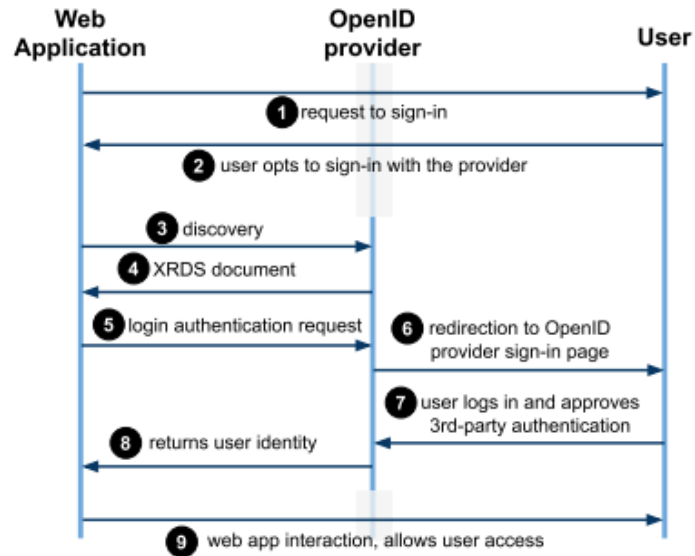 Web
Application
OpenID
provider
User
1 request to sign-in
2 user opts to sign-in with the provider
3 discovery
4 XRDS document
5 login authentication request
6 redirection to OpenID
provider sign-in page
7 user logs in and approves
3rd-party authentication
8 returns user identity
9 web app interaction, allows user access